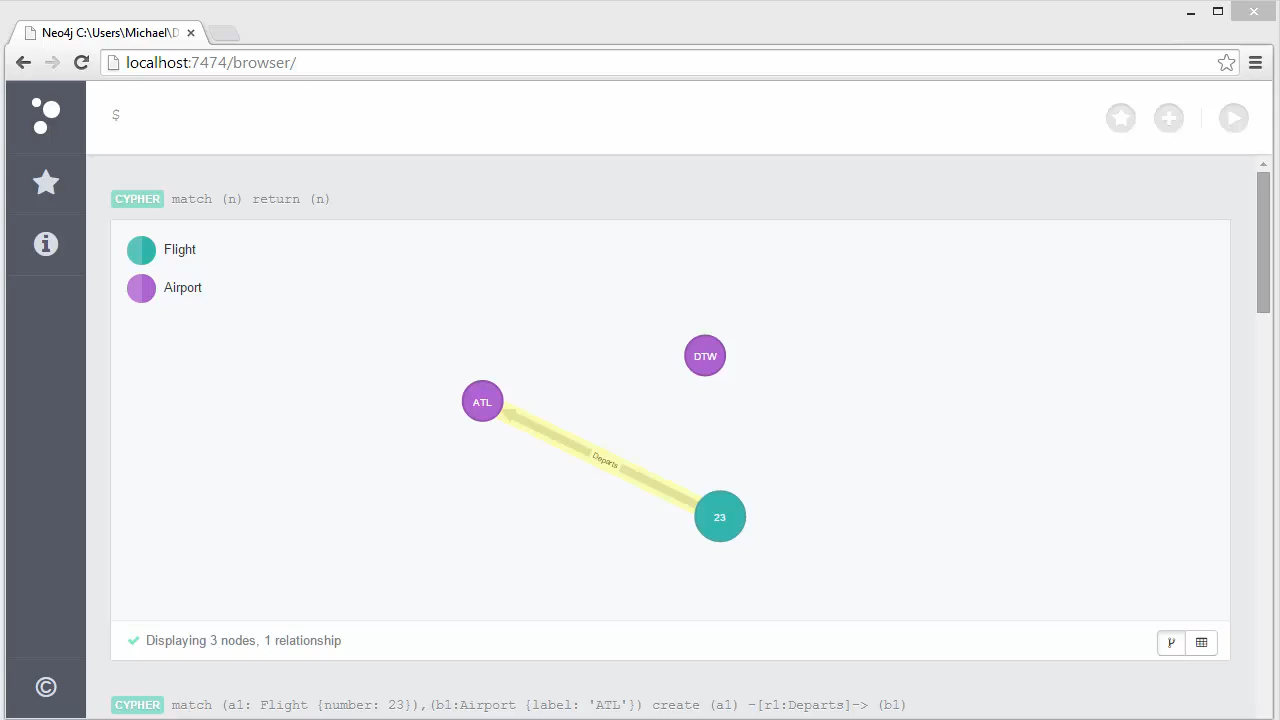 Neo4j C:\Users\Michael\D
localhost:7474/browser/
$
CYPHER match (n) return (n)
Flight
Airport
DTW
ATL
Departs
23
Displaying 3 nodes, 1 relationship
CYPHER match (a1: Flight {number: 23}),(b1:Airport {label: 'ATL'}) create (a1) -[r1:Departs]-> (b1)